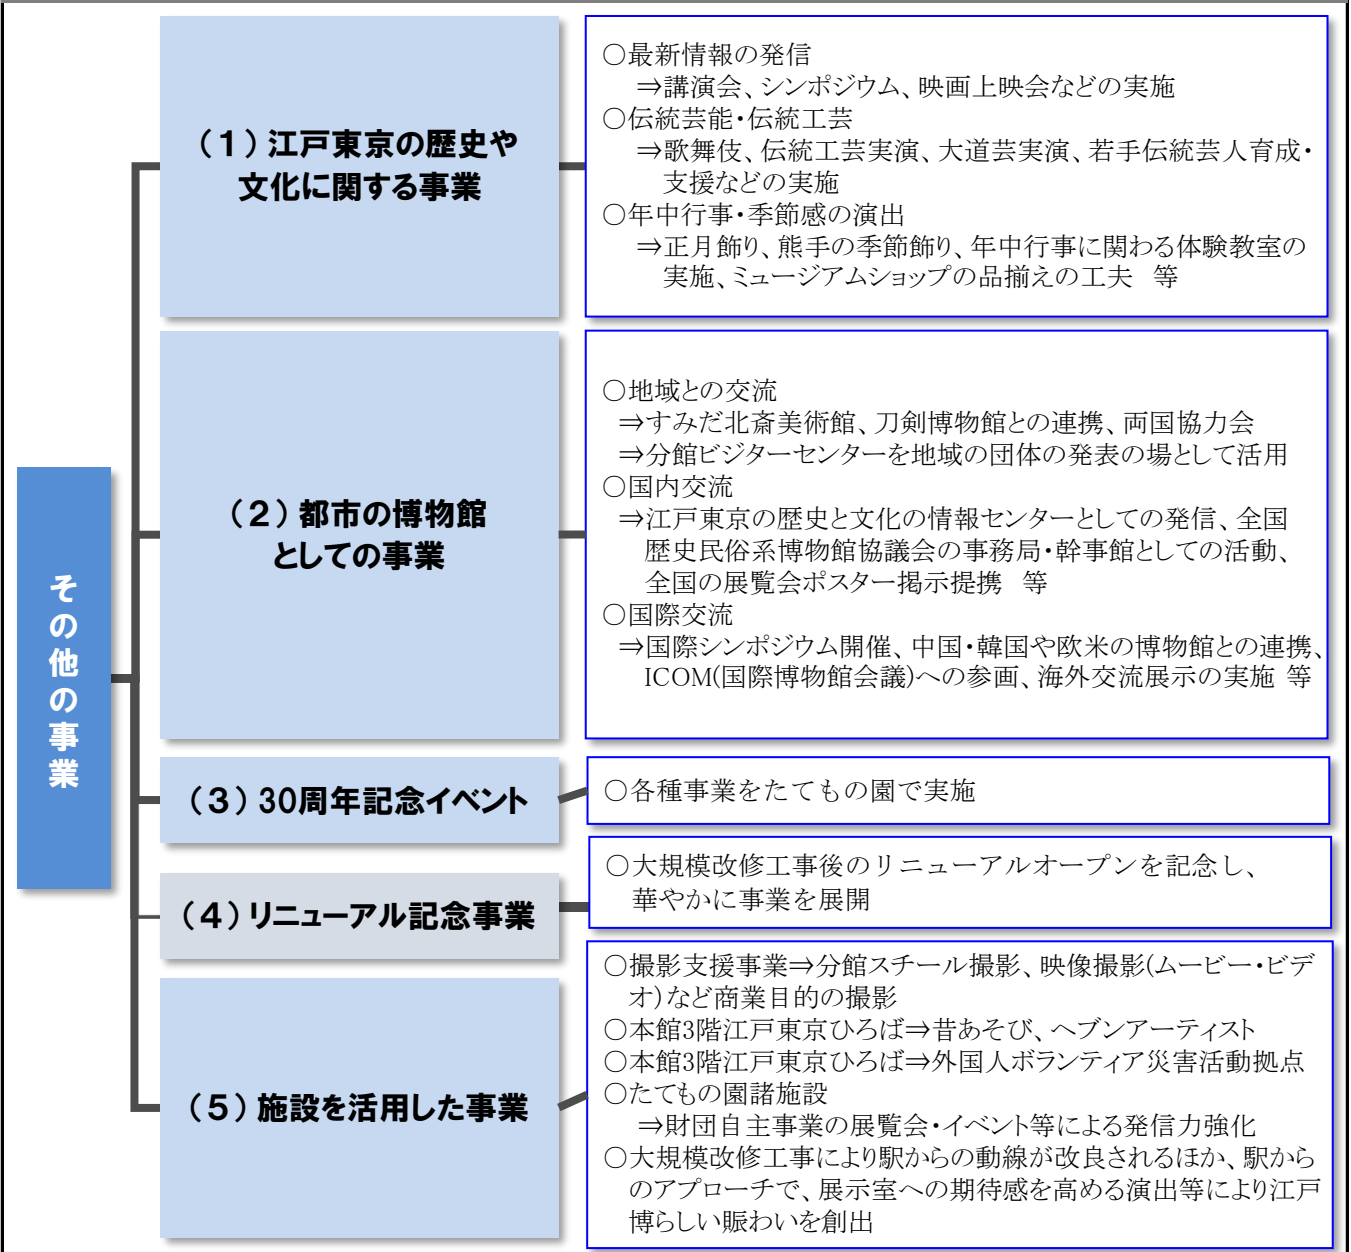 その他の事業
（１）江戸東京の歴史や
文化に関する事業
○最新情報の発信
⇒講演会、シンポジウム、映画上映会などの実施
○伝統芸能・伝統工芸
⇒歌舞伎、伝統工芸実演、大道芸実演、若手伝統芸人育成・
支援などの実施
○年中行事・季節感の演出
⇒正月飾り、熊手の季節飾り、年中行事に関わる体験教室の
実施、ミュージアムショップの品揃えの工夫　等
（２）都市の博物館
としての事業
○地域との交流
⇒すみだ北斎美術館、刀剣博物館との連携、両国協力会
⇒分館ビジターセンターを地域の団体の発表の場として活用
○国内交流
⇒江戸東京の歴史と文化の情報センターとしての発信、全国
歴史民俗系博物館協議会の事務局・幹事館としての活動、
全国の展覧会ポスター掲示提携　等
○国際交流
⇒国際シンポジウム開催、中国・韓国や欧米の博物館との連携、
ICOM(国際博物館会議)への参画、海外交流展示の実施 等
（３）30周年記念イベント
○各種事業をたてもの園で実施
（４）リニューアル記念事業
○大規模改修工事後のリニューアルオープンを記念し、
華やかに事業を展開
（５）施設を活用した事業
○撮影支援事業⇒分館スチール撮影、映像撮影(ムービー・ビデ
オ)など商業目的の撮影
○本館3階江戸東京ひろば⇒昔あそび、ヘブンアーティスト
○本館3階江戸東京ひろば⇒外国人ボランティア災害活動拠点
○たてもの園諸施設
⇒財団自主事業の展覧会・イベント等による発信力強化
○大規模改修工事により駅からの動線が改良されるほか、駅から
のアプローチで、展示室への期待感を高める演出等により江戸
博らしい賑わいを創出